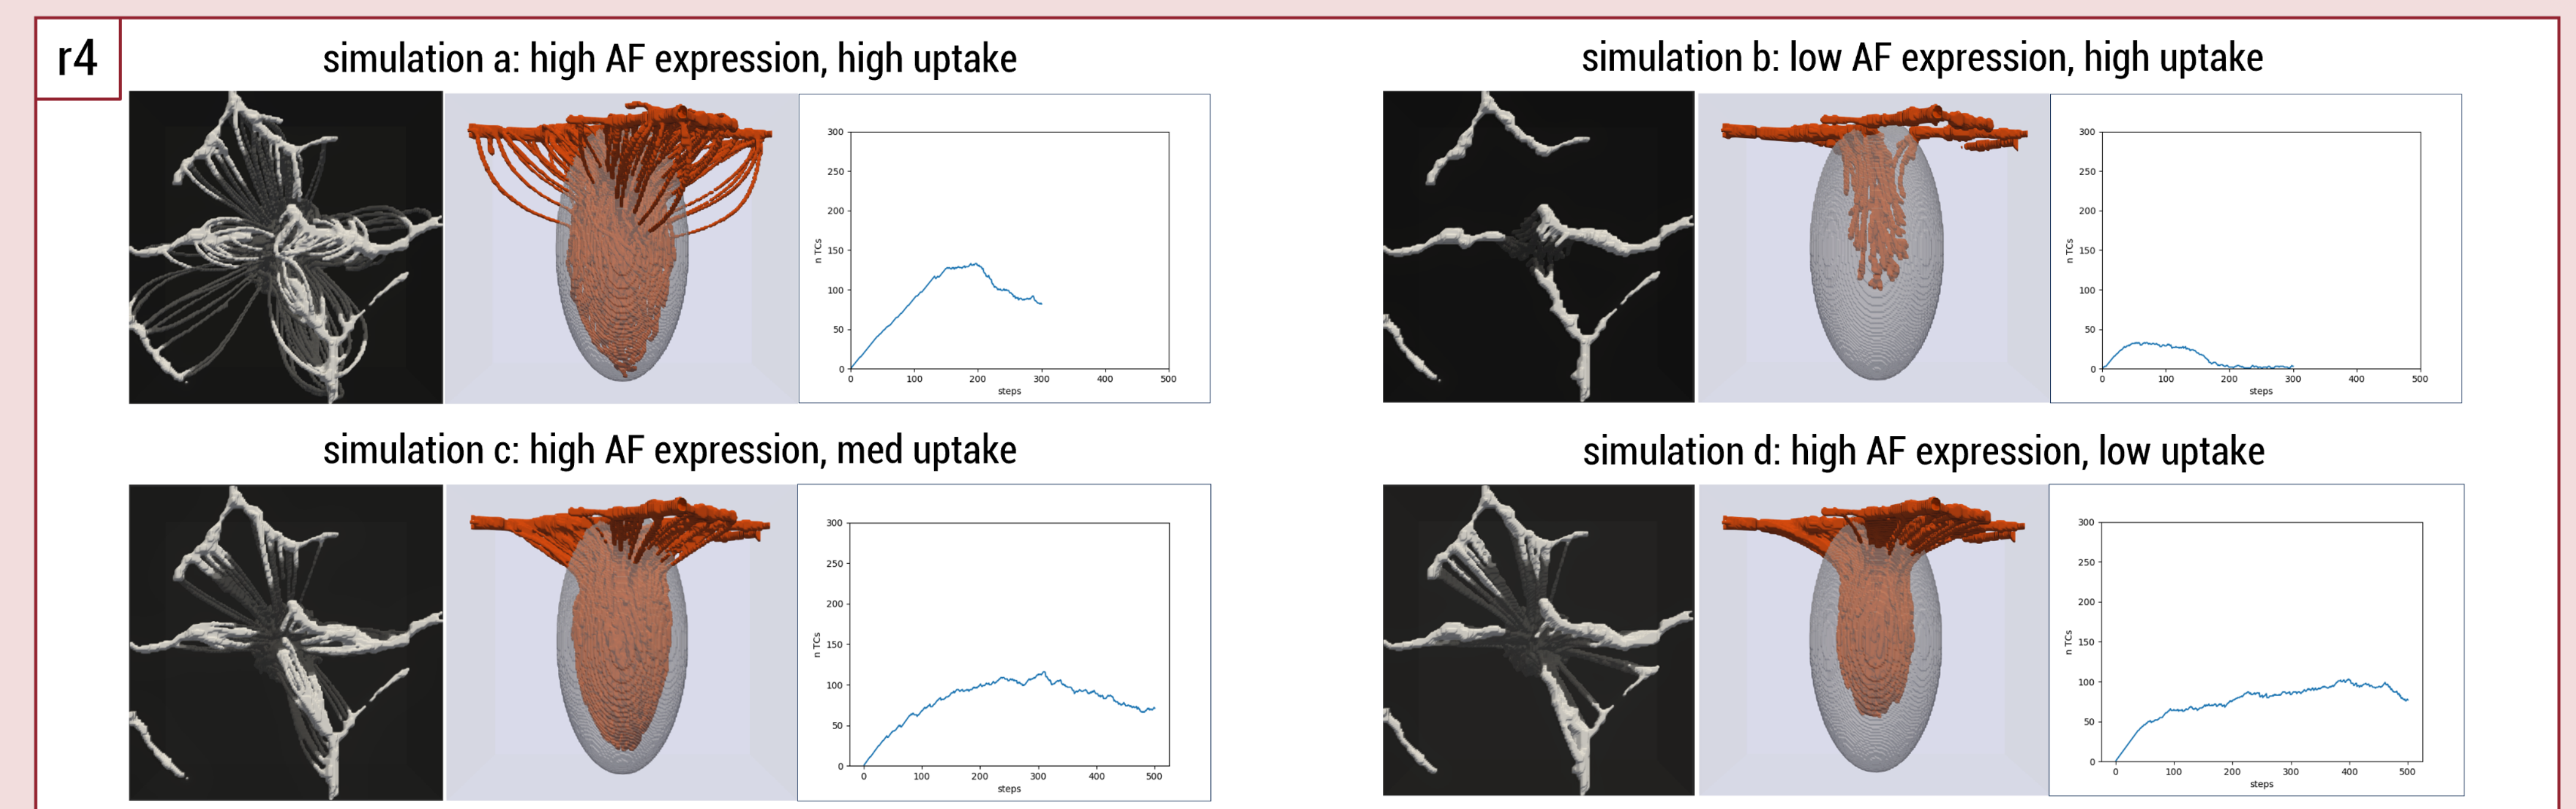 r4
simulation a: high AF expression, high uptake
simulation b: low AF expression, high uptake
300
250
200
150
100
50
0
n TCs
0 100 200 300 400 500
steps
300
250
200
150
100
50
0
n TCs
0 100 200 300 400 500
steps
simulation c: high AF expression, med uptake
simulation d: high AF expression, low uptake
300
250
200
150
100
50
0
n TCs
0 100 200 300 400 500
steps
300
250
200
150
100
50
0
n TCs
0 100 200 300 400 500
steps